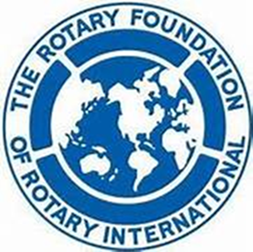 THE ROTARY FOUNDATION
OF ROTARY INTERNATIONAL